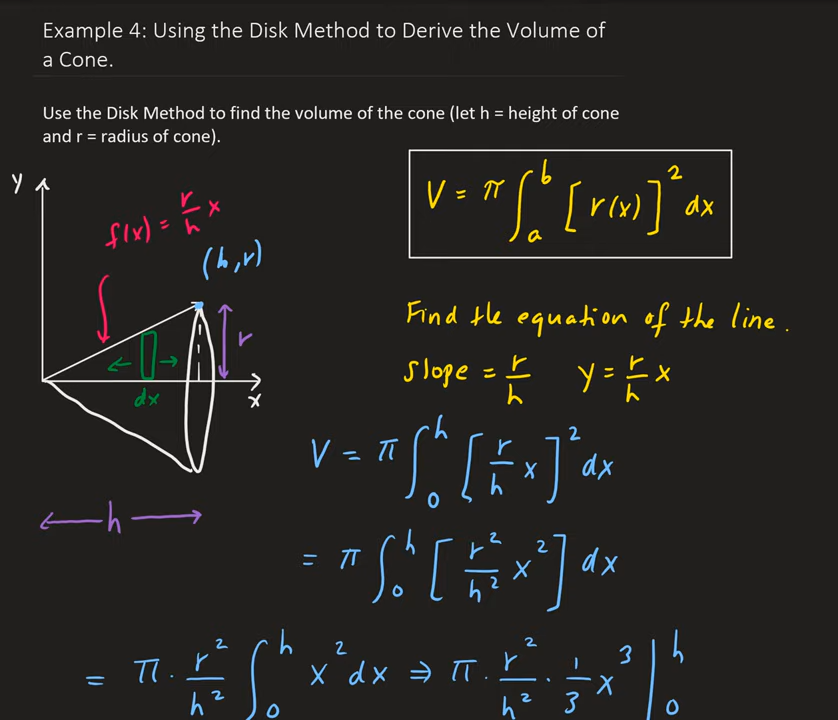 Example 4: Using the Disk Method to Derive the Volume of
a Cone.
Use the Disk Method to find the volume of the cone (let h = height of cone
and r = radius of cone).
y
f(x) = r/h x
(h, r)
r
dx
x
h
V = π ∫_a^b [r(x)]^2 dx
Find the equation of the line.
Slope = r/h y = r/h x
V = π ∫_0^h [r/h x]^2 dx
= π ∫_0^h [r^2/h^2 x^2] dx
= π · r^2/h^2 ∫_0^h x^2 dx ⇒ π · r^2/h^2 · 1/3 x^3 |_0^h